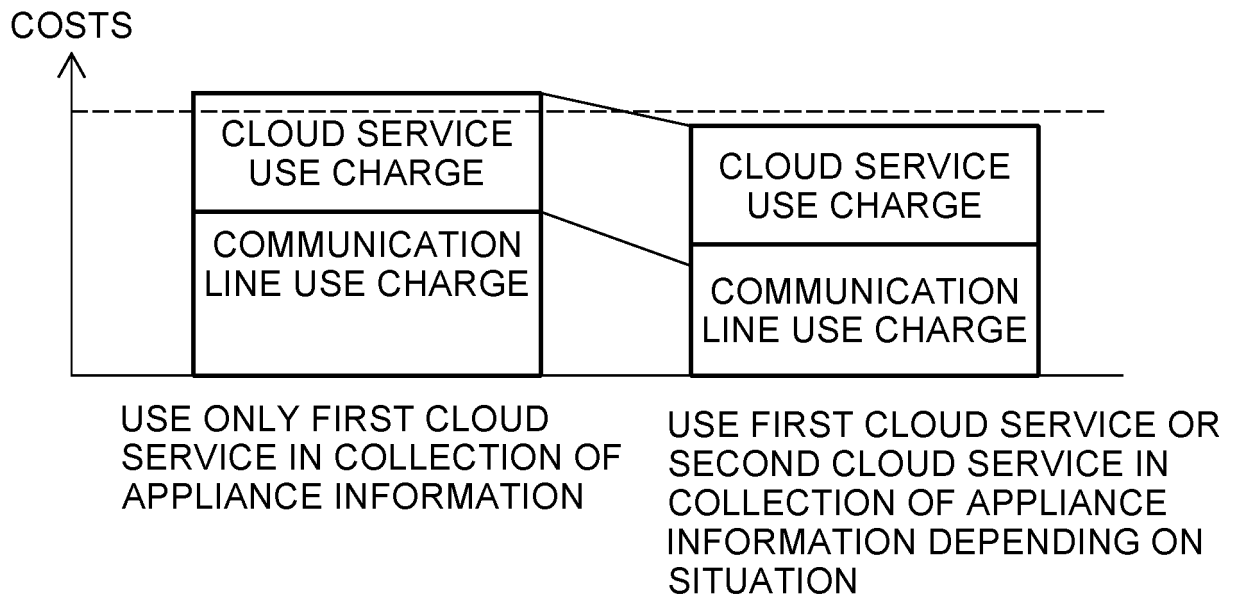 COSTS
CLOUD SERVICE
USE CHARGE
COMMUNICATION
LINE USE CHARGE
CLOUD SERVICE
USE CHARGE
COMMUNICATION
LINE USE CHARGE
USE ONLY FIRST CLOUD
SERVICE IN COLLECTION OF
APPLIANCE INFORMATION
USE FIRST CLOUD SERVICE OR
SECOND CLOUD SERVICE IN
COLLECTION OF APPLIANCE
INFORMATION DEPENDING ON
SITUATION